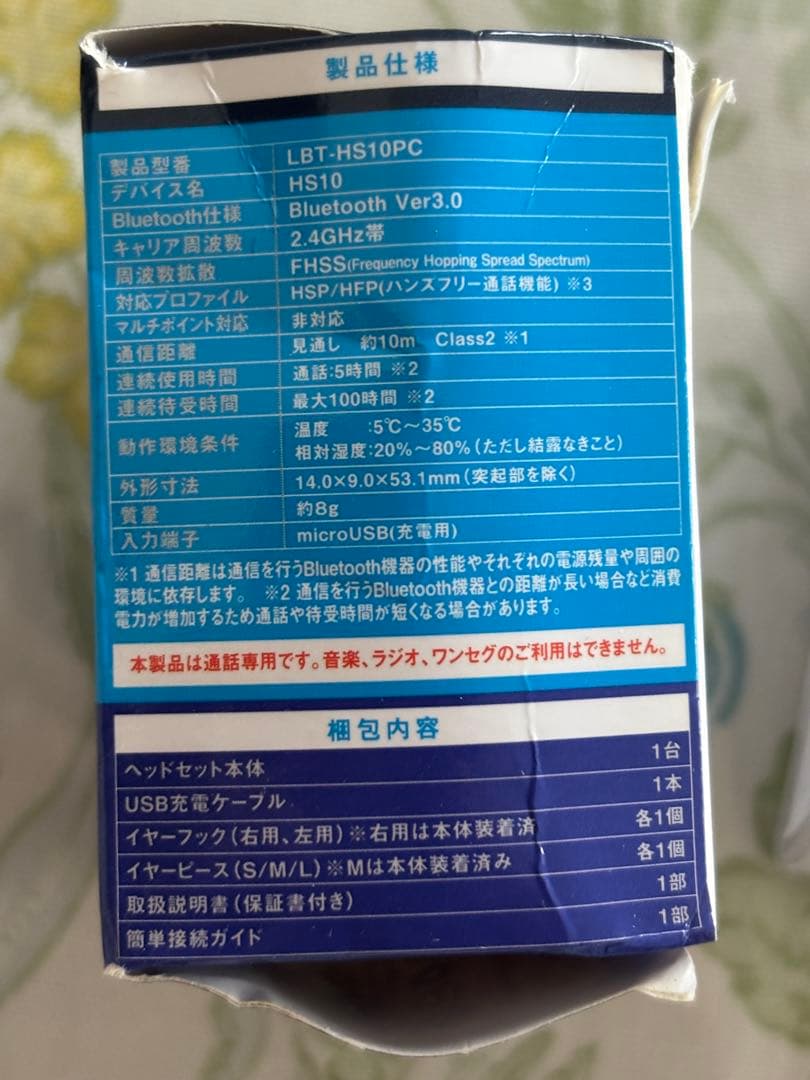 製品仕様
製品型番 LBT-HS10PC
デバイス名 HS10
Bluetooth仕様 Bluetooth Ver3.0
キャリア周波数 2.4GHz帯
周波数拡散 FHSS(Frequency Hopping Spread Spectrum)
対応プロファイル HSP/HFP(ハンズフリー通話機能) ※3
マルチポイント対応 非対応
通信距離 見通し 約10m Class2 ※1
連続使用時間 通話:5時間 ※2
連続待受時間 最大100時間 ※2
動作環境条件 温度 :5℃～35℃
相対湿度:20%～80%(ただし結露なきこと)
外形寸法 14.0×9.0×53.1mm(突起部を除く)
質量 約8g
入力端子 microUSB(充電用)
※1 通信距離は通信を行うBluetooth機器の性能やそれぞれの電源残量や周囲の
環境に依存します。 ※2 通信を行うBluetooth機器との距離が長い場合など消費
電力が増加するため通話や待受時間が短くなる場合があります。
本製品は通話専用です。音楽、ラジオ、ワンセグのご利用はできません。
梱包内容
ヘッドセット本体 1台
USB充電ケーブル 1本
イヤーフック(右用、左用)※右用は本体装着済 各1個
イヤーピース(S/M/L)※Mは本体装着済み 各1個
取扱説明書(保証書付き) 1部
簡単接続ガイド 1部